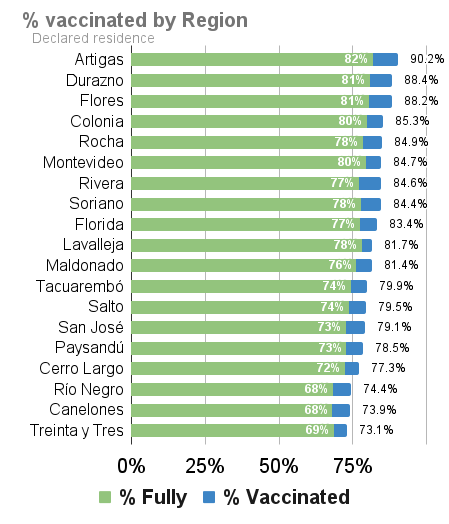 % vaccinated by Region
Declared residence
Artigas 82% 90.2%
Durazno 81% 88.4%
Flores 81% 88.2%
Colonia 80% 85.3%
Rocha 78% 84.9%
Montevideo 80% 84.7%
Rivera 77% 84.6%
Soriano 78% 84.4%
Florida 77% 83.4%
Lavalleja 78% 81.7%
Maldonado 76% 81.4%
Tacuarembó 74% 79.9%
Salto 74% 79.5%
San José 73% 79.1%
Paysandú 73% 78.5%
Cerro Largo 72% 77.3%
Río Negro 68% 74.4%
Canelones 68% 73.9%
Treinta y Tres 69% 73.1%
0% 25% 50% 75%
% Fully % Vaccinated